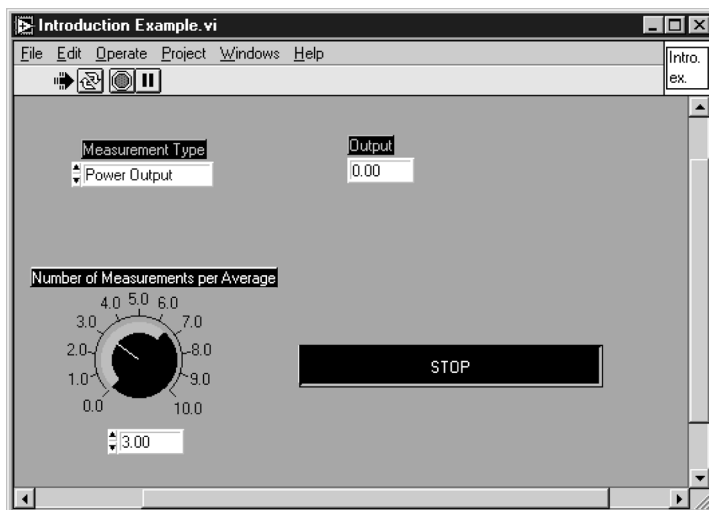 Introduction Example.vi
File Edit Operate Project Windows Help
Intro.
ex.
Measurement Type
Power Output
Output
0.00
Number of Measurements per Average
0.0
1.0
2.0
3.0
4.0
5.0
6.0
7.0
8.0
9.0
10.0
3.00
STOP